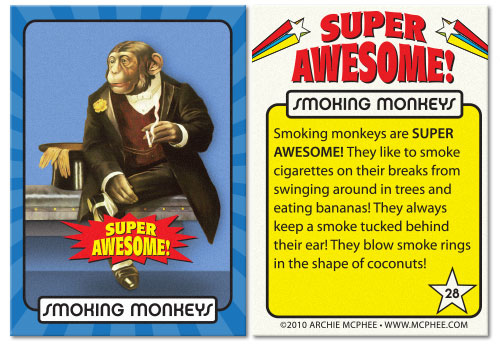 SUPER
AWESOME!
SMOKING MONKEYS
SUPER
AWESOME!
SMOKING MONKEYS
Smoking monkeys are SUPER
AWESOME! They like to smoke
cigarettes on their breaks from
swinging around in trees and
eating bananas! They always
keep a smoke tucked behind
their ear! They blow smoke rings
in the shape of coconuts!
28
©2010 ARCHIE MCPHEE • WWW.MCPHEE.COM